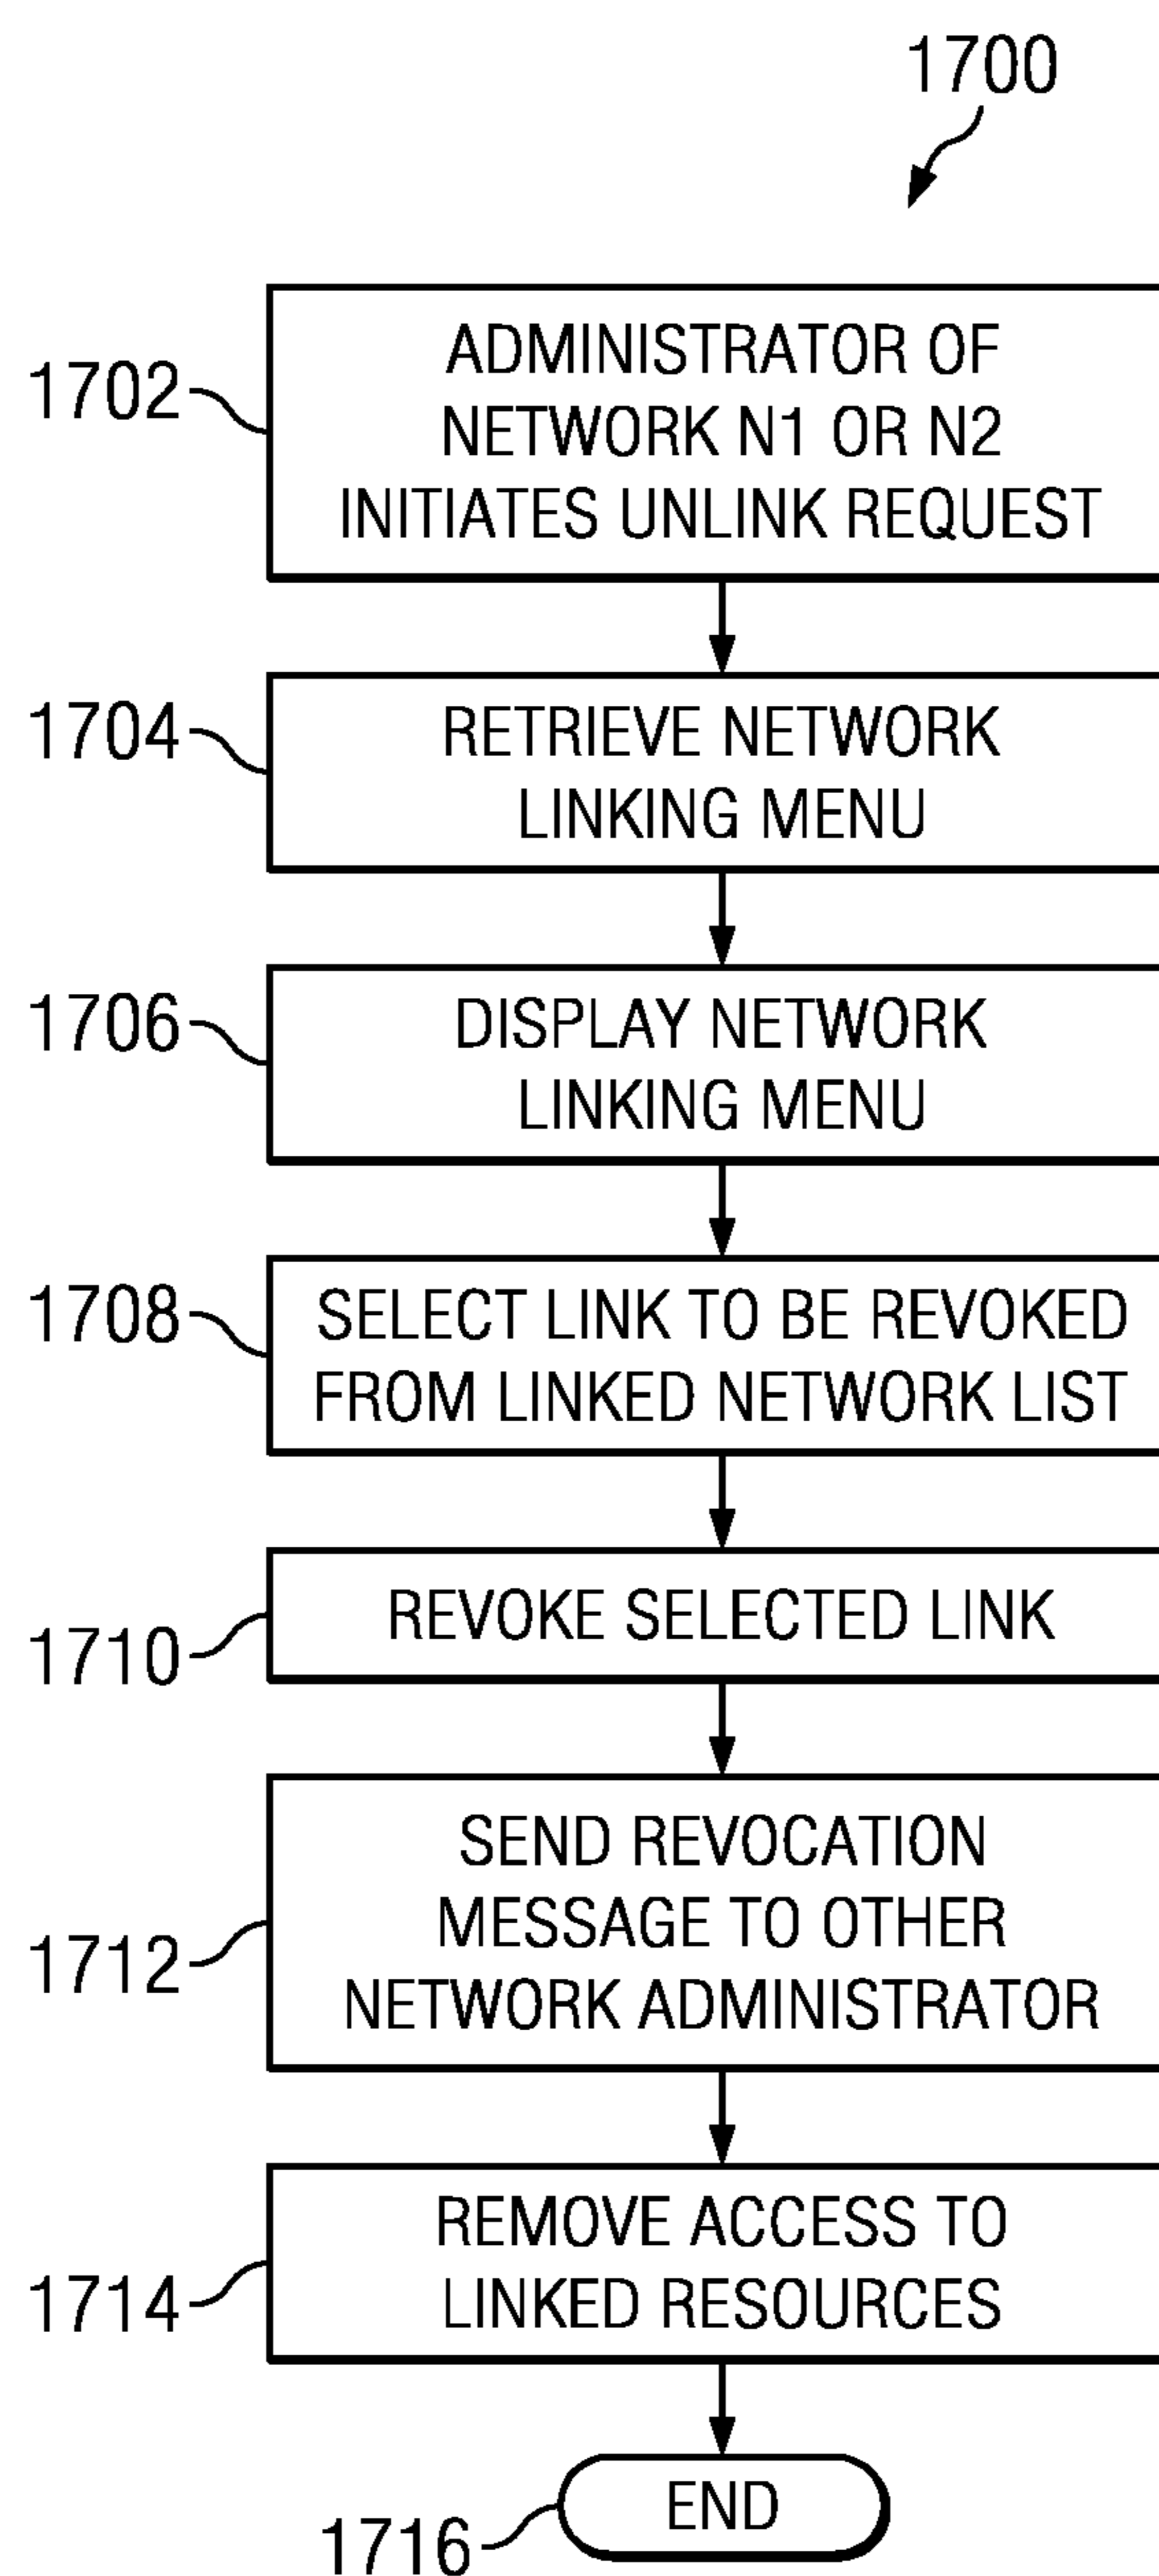 1700
1702
ADMINISTRATOR OF
NETWORK N1 OR N2
INITIATES UNLINK REQUEST
1704
RETRIEVE NETWORK
LINKING MENU
1706
DISPLAY NETWORK
LINKING MENU
1708
SELECT LINK TO BE REVOKED
FROM LINKED NETWORK LIST
1710
REVOKE SELECTED LINK
1712
SEND REVOCATION
MESSAGE TO OTHER
NETWORK ADMINISTRATOR
1714
REMOVE ACCESS TO
LINKED RESOURCES
1716
END